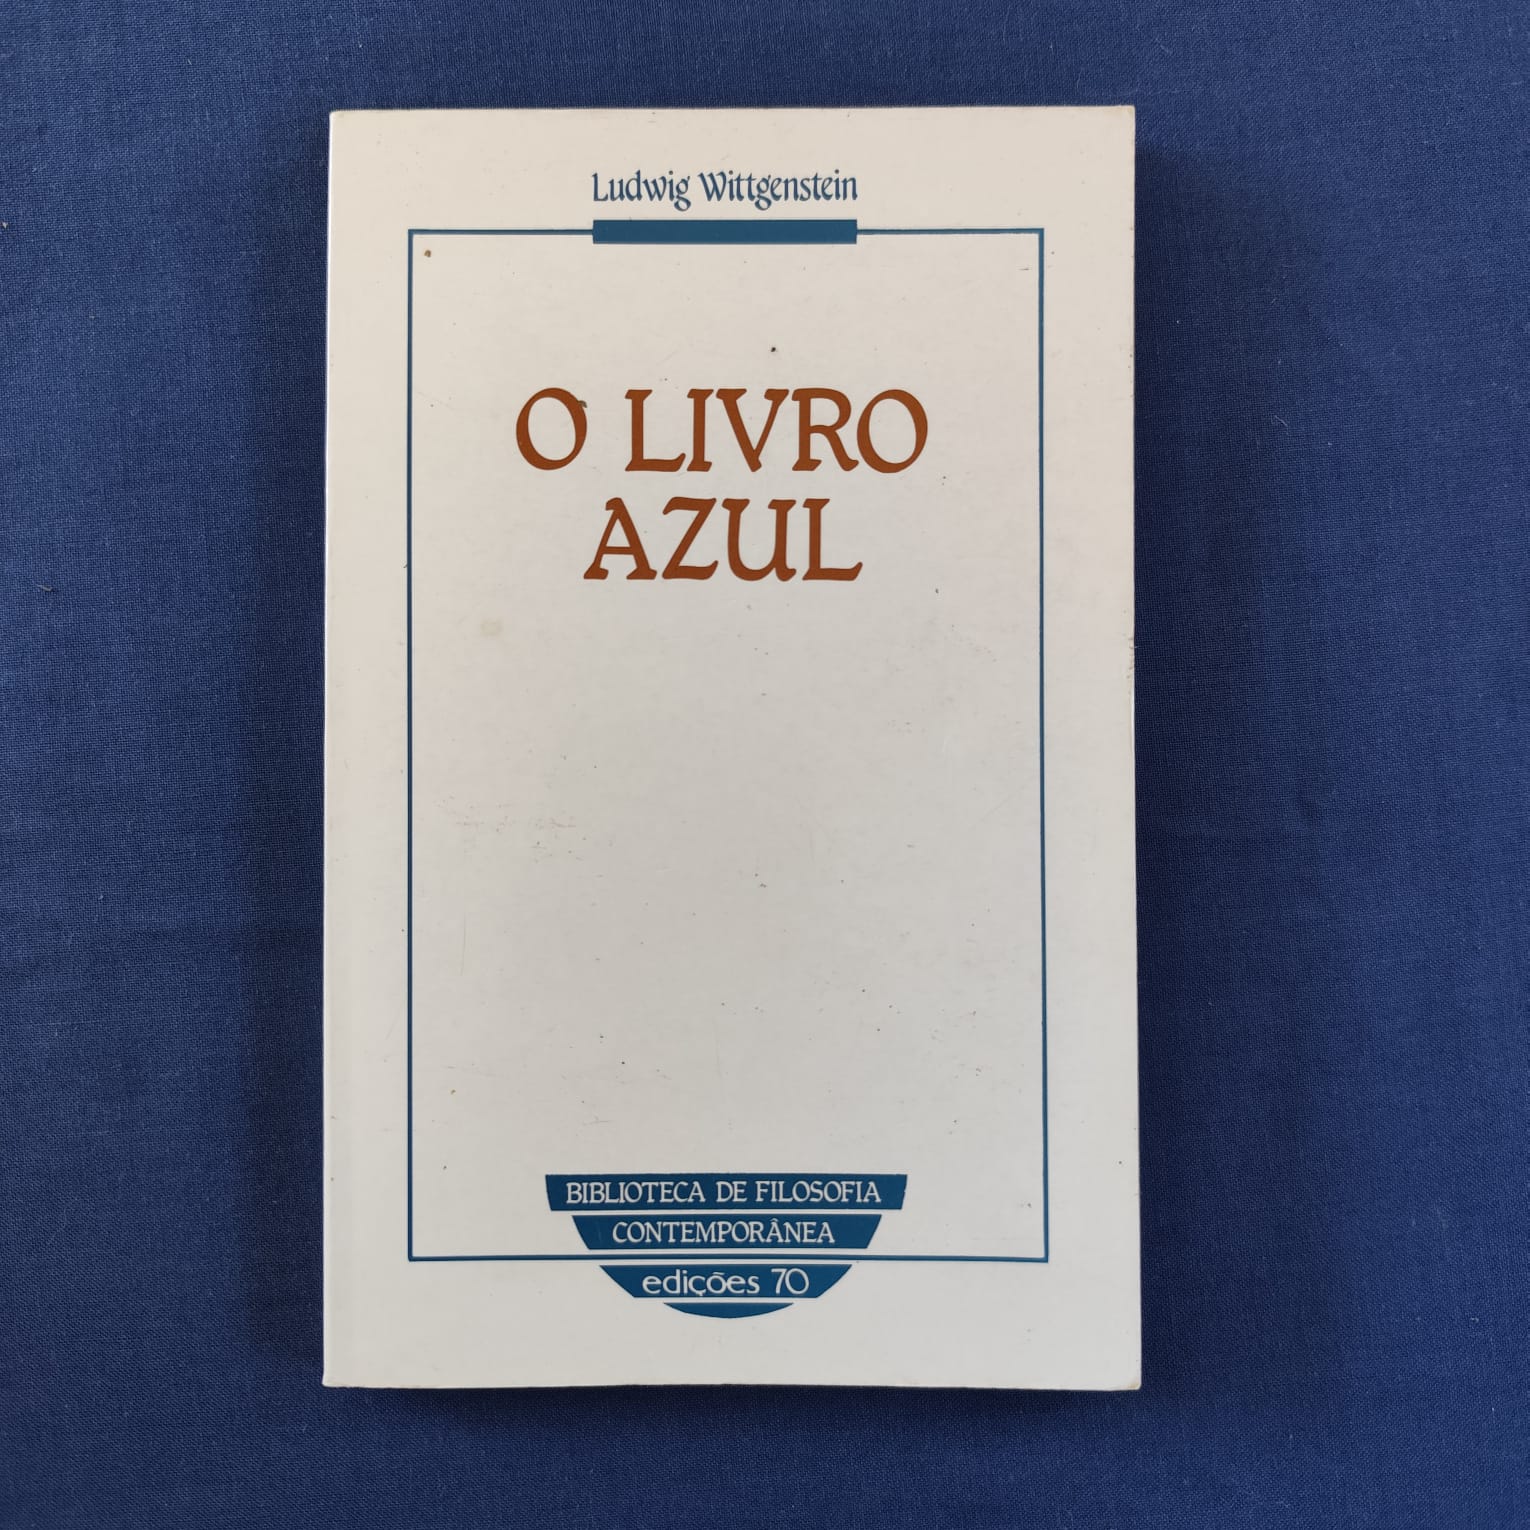 Ludwig Wittgenstein
O LIVRO
AZUL
BIBLIOTECA DE FILOSOFIA
CONTEMPORÂNEA
edições 70